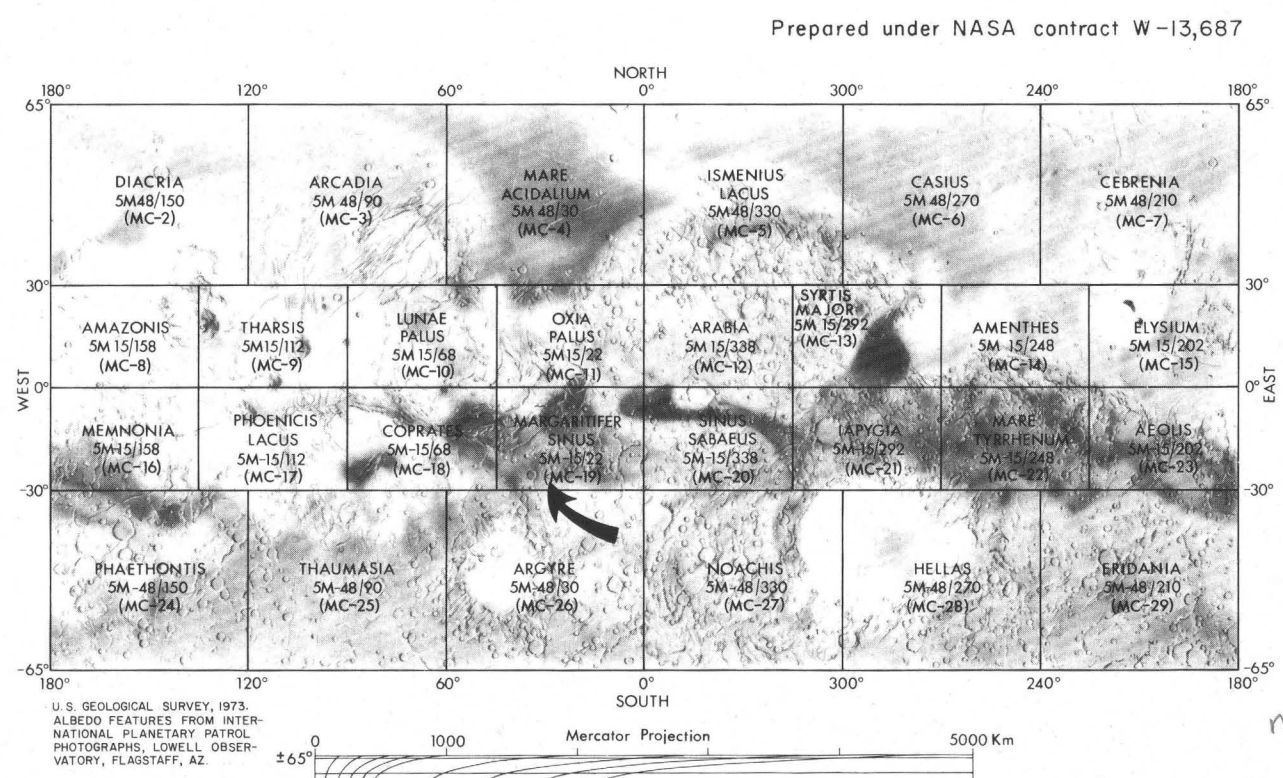 Prepared under NASA contract W-13,687
NORTH
180° 120° 60° 0° 300° 240° 180°
65° 65°
DIACRIA
5M48/150
(MC-2)
ARCADIA
5M 48/90
(MC-3)
MARE
ACIDALIUM
5M 48/30
(MC-4)
ISMENIUS
LACUS
5M48/330
(MC-5)
CASIUS
5M 48/270
(MC-6)
CEBRENIA
5M 48/210
(MC-7)
30° 30°
AMAZONIS
5M 15/158
(MC-8)
THARSIS
5M15/112
(MC-9)
LUNAE
PALUS
5M 15/68
(MC-10)
OXIA
PALUS
5M 15/22
(MC-11)
ARABIA
5M 15/338
(MC-12)
SYRTIS
MAJOR
5M 15/292
(MC-13)
AMENTHES
5M 15/248
(MC-14)
ELYSIUM
5M 15/202
(MC-15)
WEST
0° 0°
EAST
MEMNONIA
5M-15/158
(MC-16)
PHOENICIS
LACUS
5M-15/112
(MC-17)
COPRATES
5M-15/68
(MC-18)
MARGARITIFER
SINUS
5M-15/22
(MC-19)
SINUS
SABAEUS
5M-15/338
(MC-20)
IAPYGIA
5M-15/292
(MC-21)
MARE
TYRRHENUM
5M-15/248
(MC-22)
AEOLIS
5M-15/202
(MC-23)
-30° -30°
PHAETHONTIS
5M-48/150
(MC-24)
THAUMASIA
5M-48/90
(MC-25)
ARGYRE
5M-48/30
(MC-26)
NOACHIS
5M-48/330
(MC-27)
HELLAS
5M-48/270
(MC-28)
ERIDANIA
5M-48/210
(MC-29)
-65° -65°
180° 120° 60° 0° 300° 240° 180°
SOUTH
U.S. GEOLOGICAL SURVEY, 1973.
ALBEDO FEATURES FROM INTER-
NATIONAL PLANETARY PATROL
PHOTOGRAPHS, LOWELL OBSER-
VATORY, FLAGSTAFF, AZ.
Mercator Projection
0 1000 5000 Km
±65°